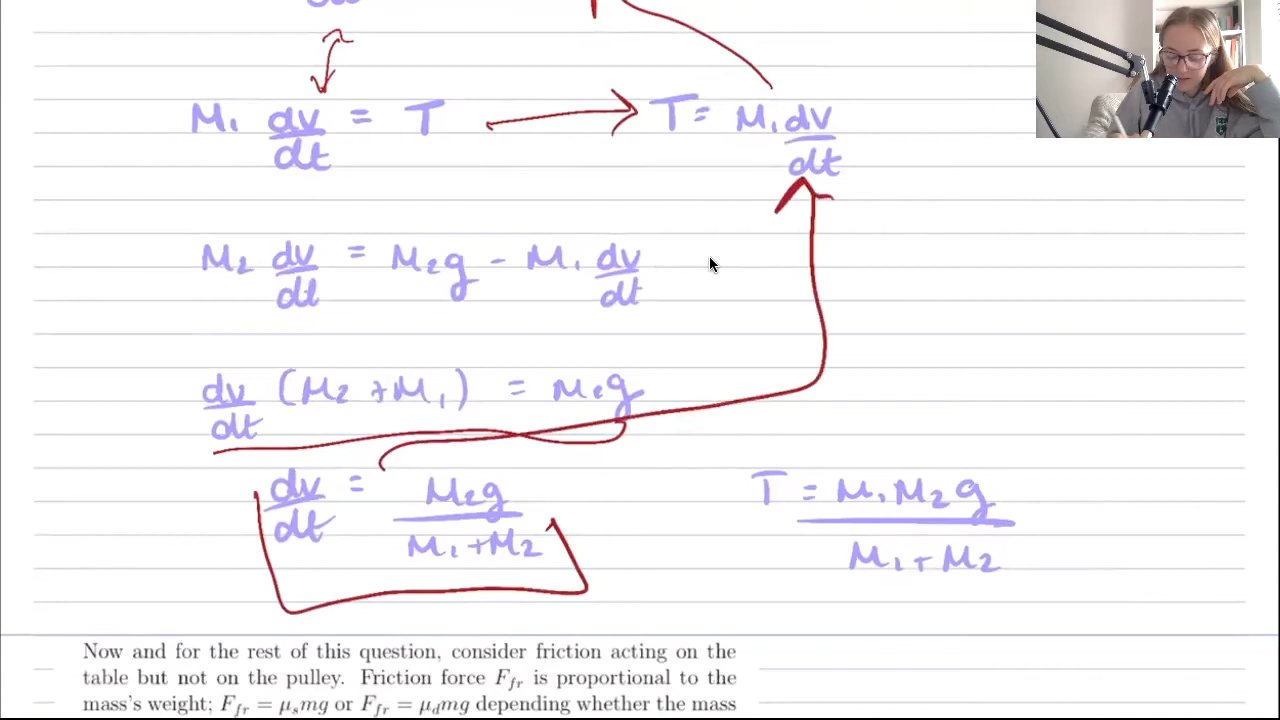 M₁ dv/dt = T → T = M₁ dv/dt
M₂ dv/dt = M₂g - M₁ dv/dt
dv/dt (M₂ + M₁) = M₂g
dv/dt = M₂g / M₁+M₂
T = M₁M₂g / M₁+M₂
Now and for the rest of this question, consider friction acting on the
table but not on the pulley. Friction force F_fr is proportional to the
mass's weight; F_fr = μ_s mg or F_fr = μ_d mg depending whether the mass